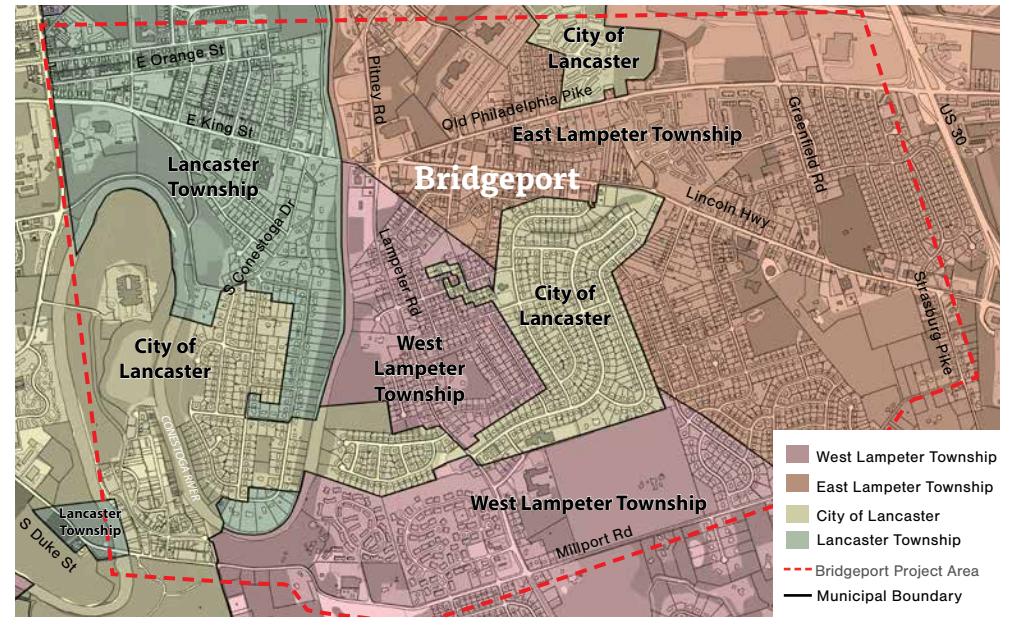 City of
Lancaster
E Orange St
Pitney Rd
Old Philadelphia Pike
E King St
East Lampeter Township
Greenfield Rd
US 30
Lancaster
Township
Bridgeport
Lincoln Hwy
S Conestoga Dr
Lampeter Rd
City of
Lancaster
Strasburg Pike
City of
Lancaster
West
Lampeter
Township
CONESTOGA RIVER
West Lampeter Township
Lancaster
Township
S Duke St
Millport Rd
West Lampeter Township
East Lampeter Township
City of Lancaster
Lancaster Township
Bridgeport Project Area
Municipal Boundary